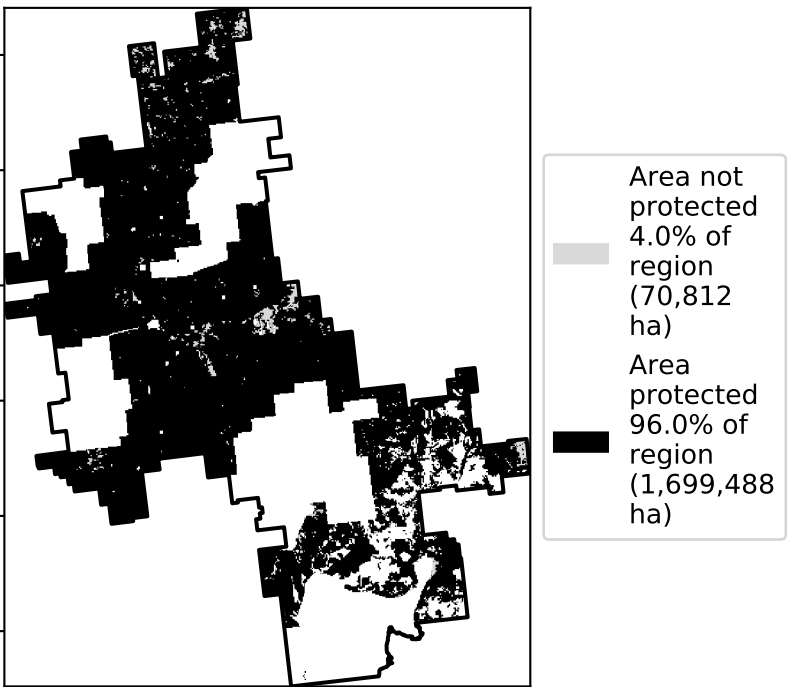 Area not
protected
4.0% of
region
(70,812
ha)
Area
protected
96.0% of
region
(1,699,488
ha)